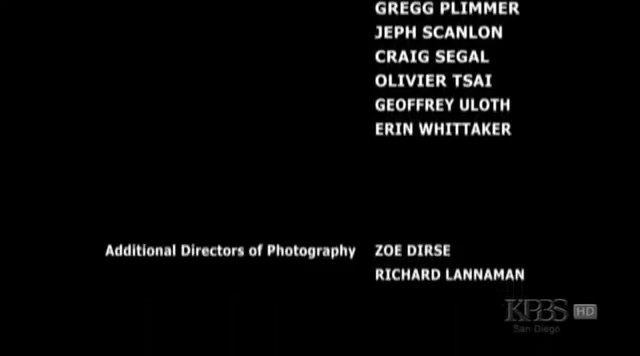 GREGG PLIMMER
JEPH SCANLON
CRAIG SEGAL
OLIVIER TSAI
GEOFFREY ULOTH
ERIN WHITTAKER
Additional Directors of Photography ZOE DIRSE
RICHARD LANNAMAN
KPBS HD
San Diego